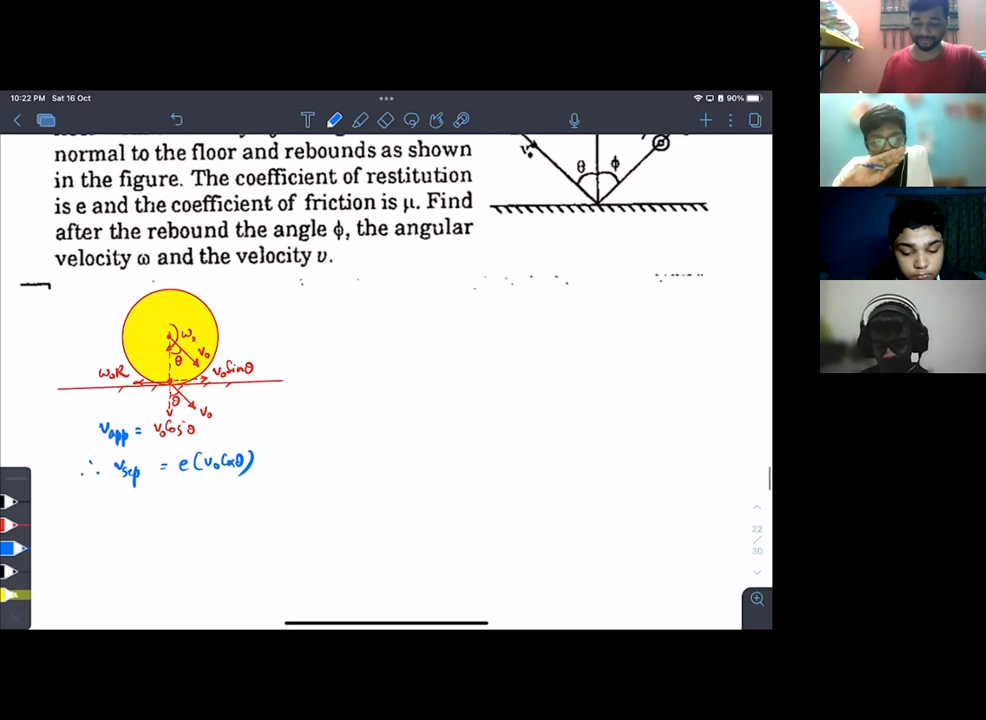 10:22 PM Sat 16 Oct
90%
normal to the floor and rebounds as shown
in the figure. The coefficient of restitution
is e and the coefficient of friction is μ. Find
after the rebound the angle ϕ, the angular
velocity ω and the velocity υ.
θ ϕ
ω₀
θ v₀
ω₀R v₀sinθ
θ v₀
v_app = v₀Cosθ
∴ v_sep = e(v₀Cosθ)
22
/
30